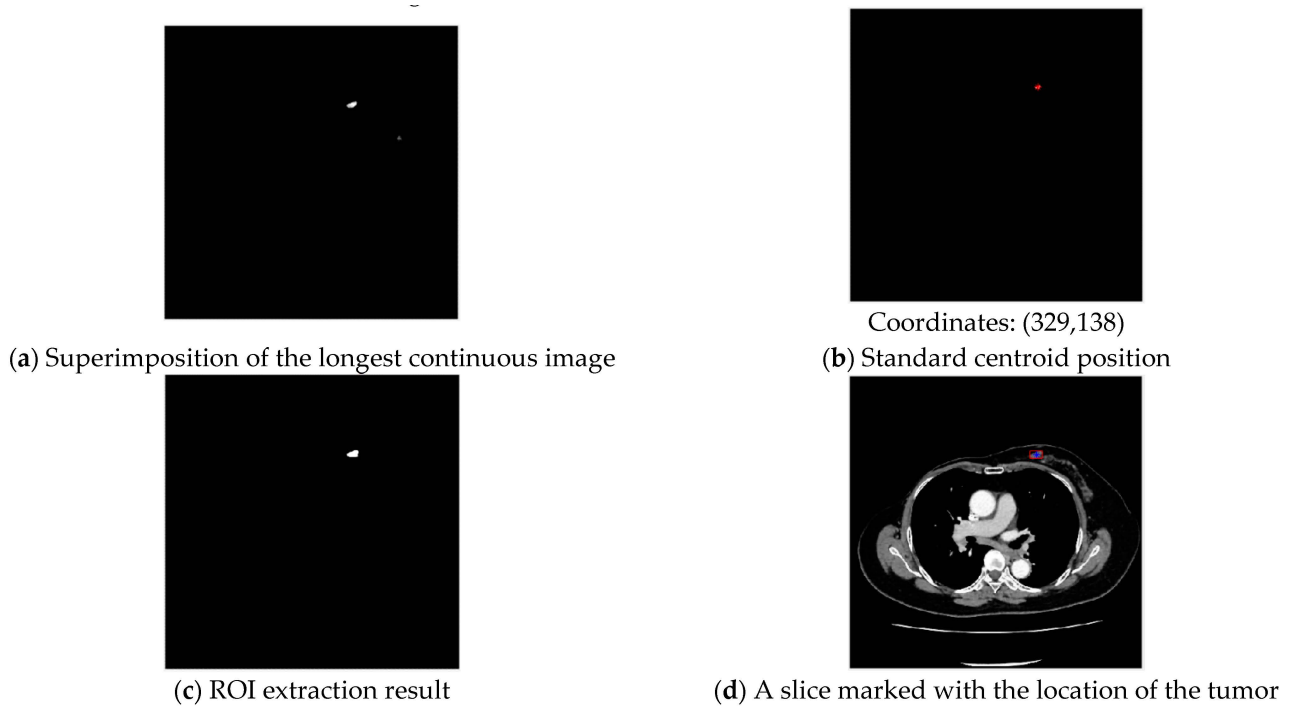 Coordinates: (329,138)
(a) Superimposition of the longest continuous image
(b) Standard centroid position
(c) ROI extraction result
(d) A slice marked with the location of the tumor